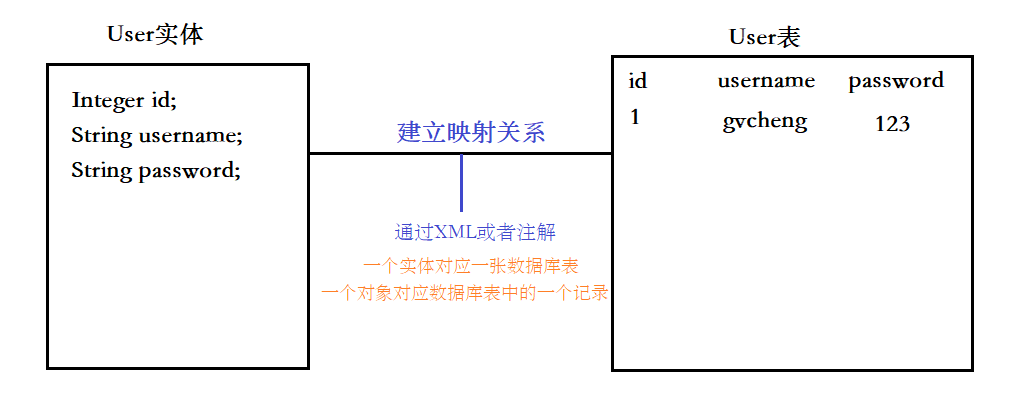 User实体
User表
Integer id;
String username;
String password;
建立映射关系
通过XML或者注解
一个实体对应一张数据库表
一个对象对应数据库表中的一个记录
id username password
1 gvcheng 123